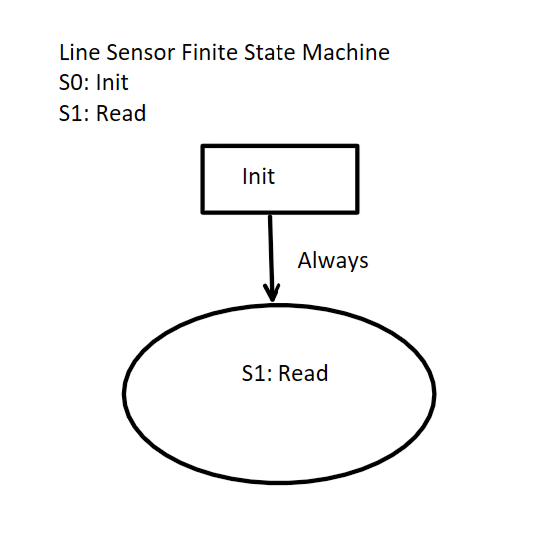 Line Sensor Finite State Machine
S0: Init
S1: Read
Init
Always
S1: Read